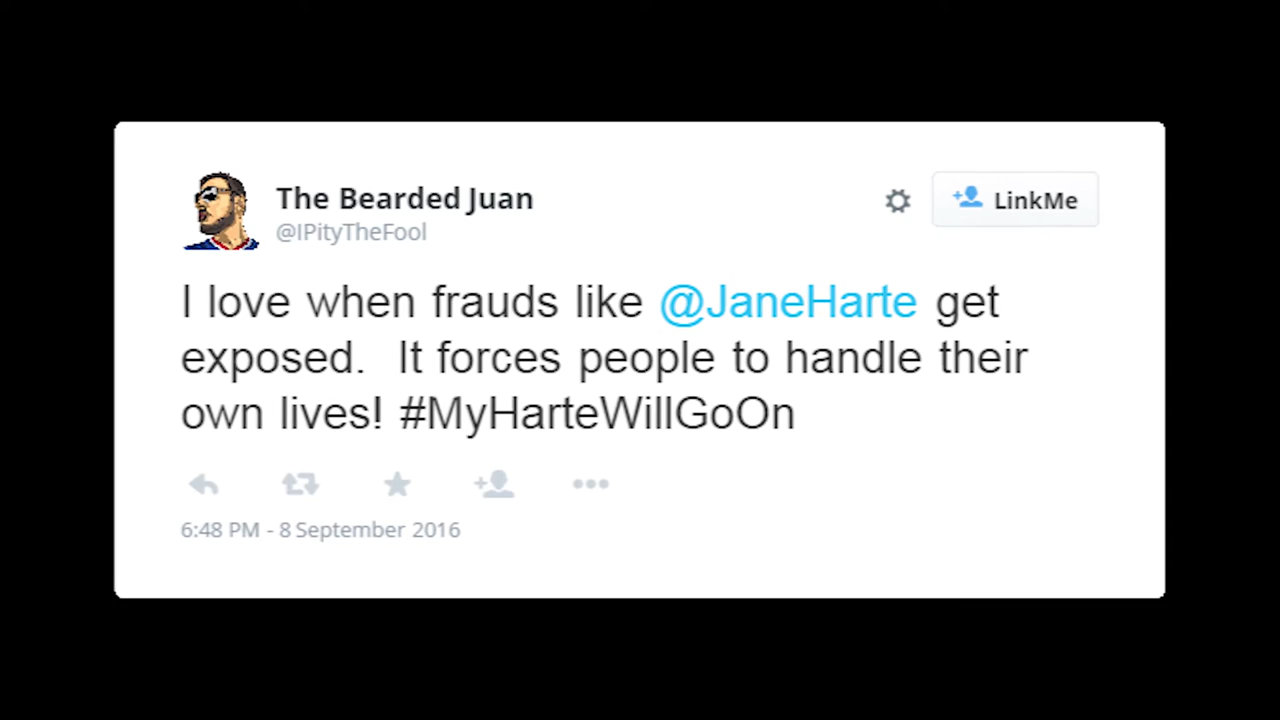 The Bearded Juan
@IPityTheFool
LinkMe
I love when frauds like @JaneHarte get
exposed.  It forces people to handle their
own lives! #MyHarteWillGoOn
6:48 PM - 8 September 2016